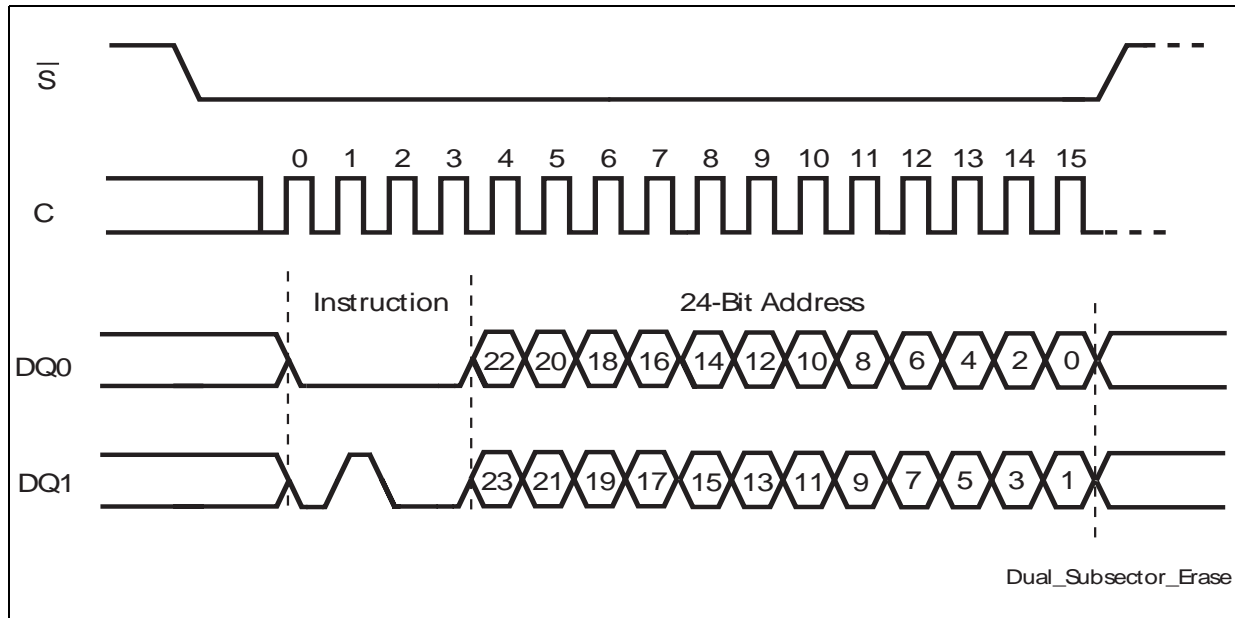 S
0 1 2 3 4 5 6 7 8 9 10 11 12 13 14 15
C
Instruction 24-Bit Address
DQ0 22 20 18 16 14 12 10 8 6 4 2 0
DQ1 23 21 19 17 15 13 11 9 7 5 3 1
Dual_Subsector_Erase